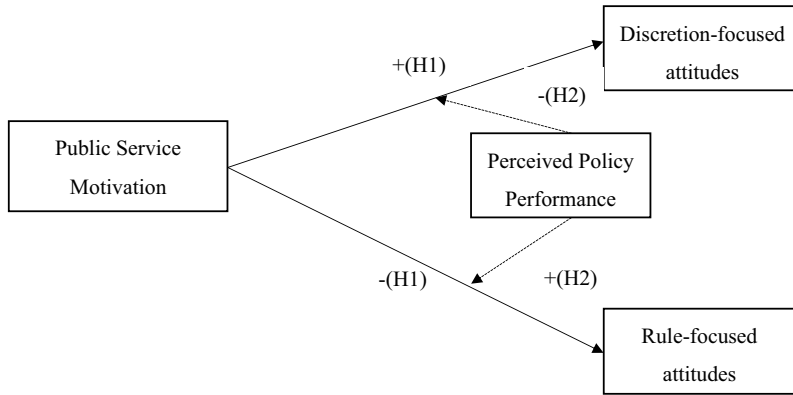 Discretion-focused
attitudes
+(H1)
-(H2)
Public Service
Motivation
Perceived Policy
Performance
-(H1)
+(H2)
Rule-focused
attitudes